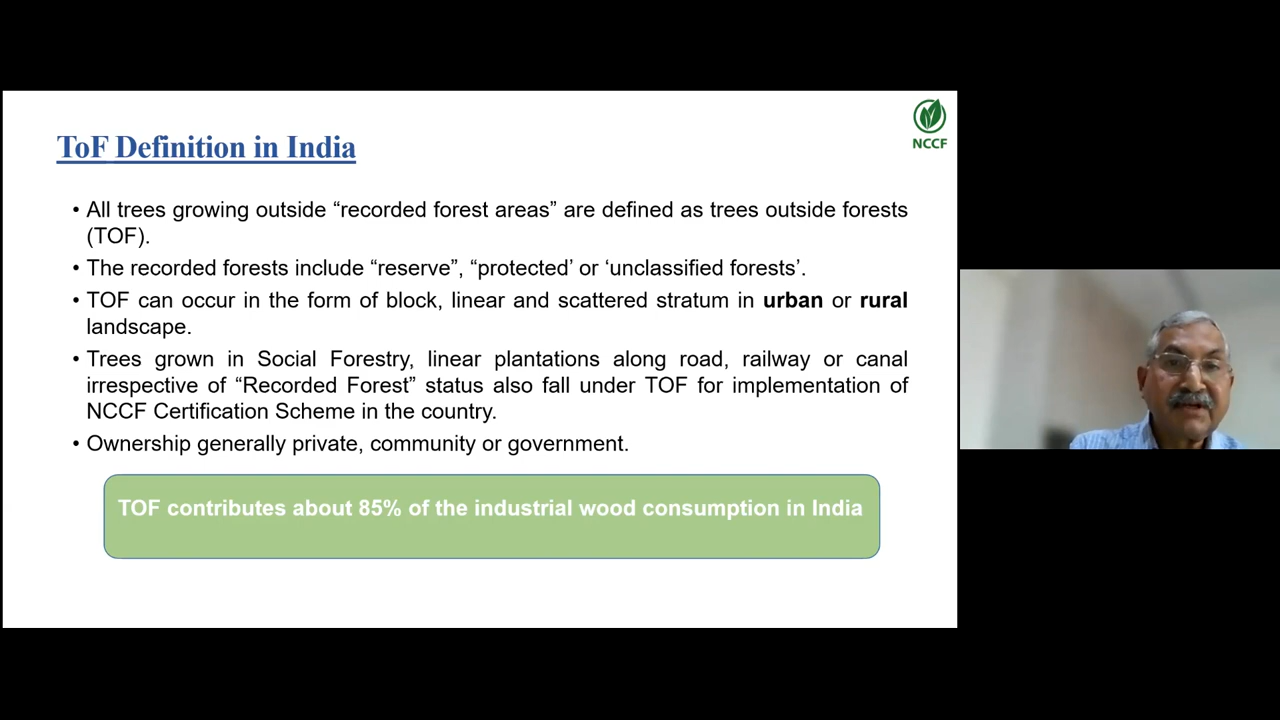 ToF Definition in India
NCCF
• All trees growing outside “recorded forest areas” are defined as trees outside forests
(TOF).
• The recorded forests include “reserve”, “protected’ or ‘unclassified forests’.
• TOF can occur in the form of block, linear and scattered stratum in urban or rural
landscape.
• Trees grown in Social Forestry, linear plantations along road, railway or canal
irrespective of “Recorded Forest” status also fall under TOF for implementation of
NCCF Certification Scheme in the country.
• Ownership generally private, community or government.
TOF contributes about 85% of the industrial wood consumption in India